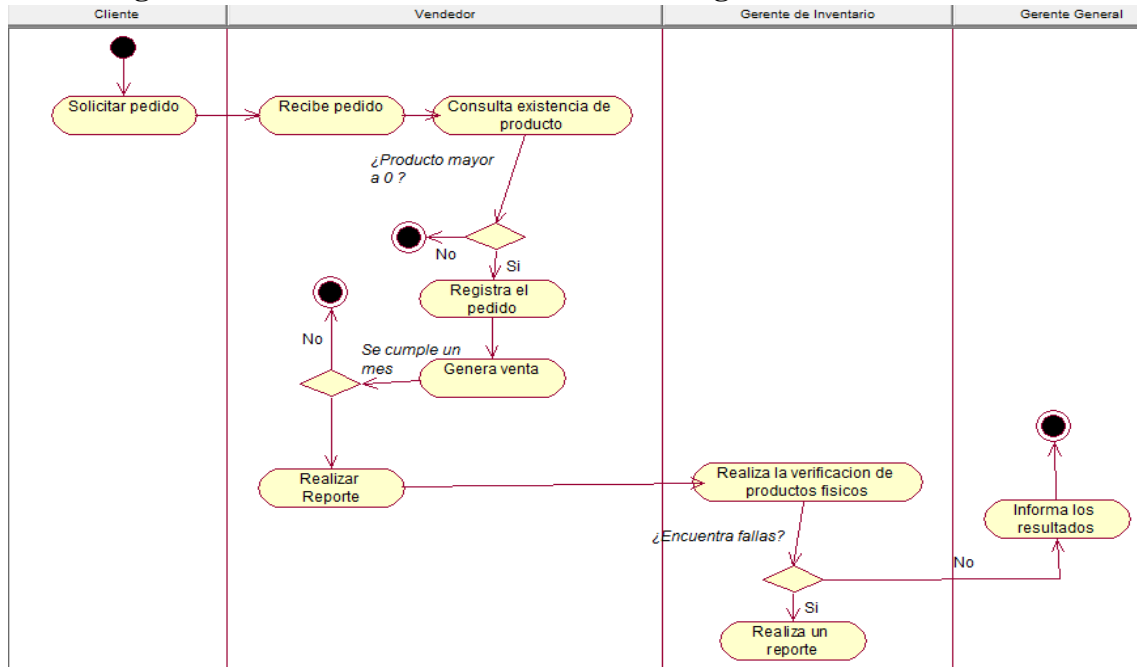 Cliente
Vendedor
Gerente de Inventario
Gerente General
Solicitar pedido
Recibe pedido
Consulta existencia de
producto
¿Producto mayor
a 0 ?
No
Si
Registra el
pedido
No
Se cumple un
mes
Genera venta
Realizar
Reporte
Realiza la verificacion de
productos fisicos
Informa los
resultados
¿Encuentra fallas?
No
Si
Realiza un
reporte